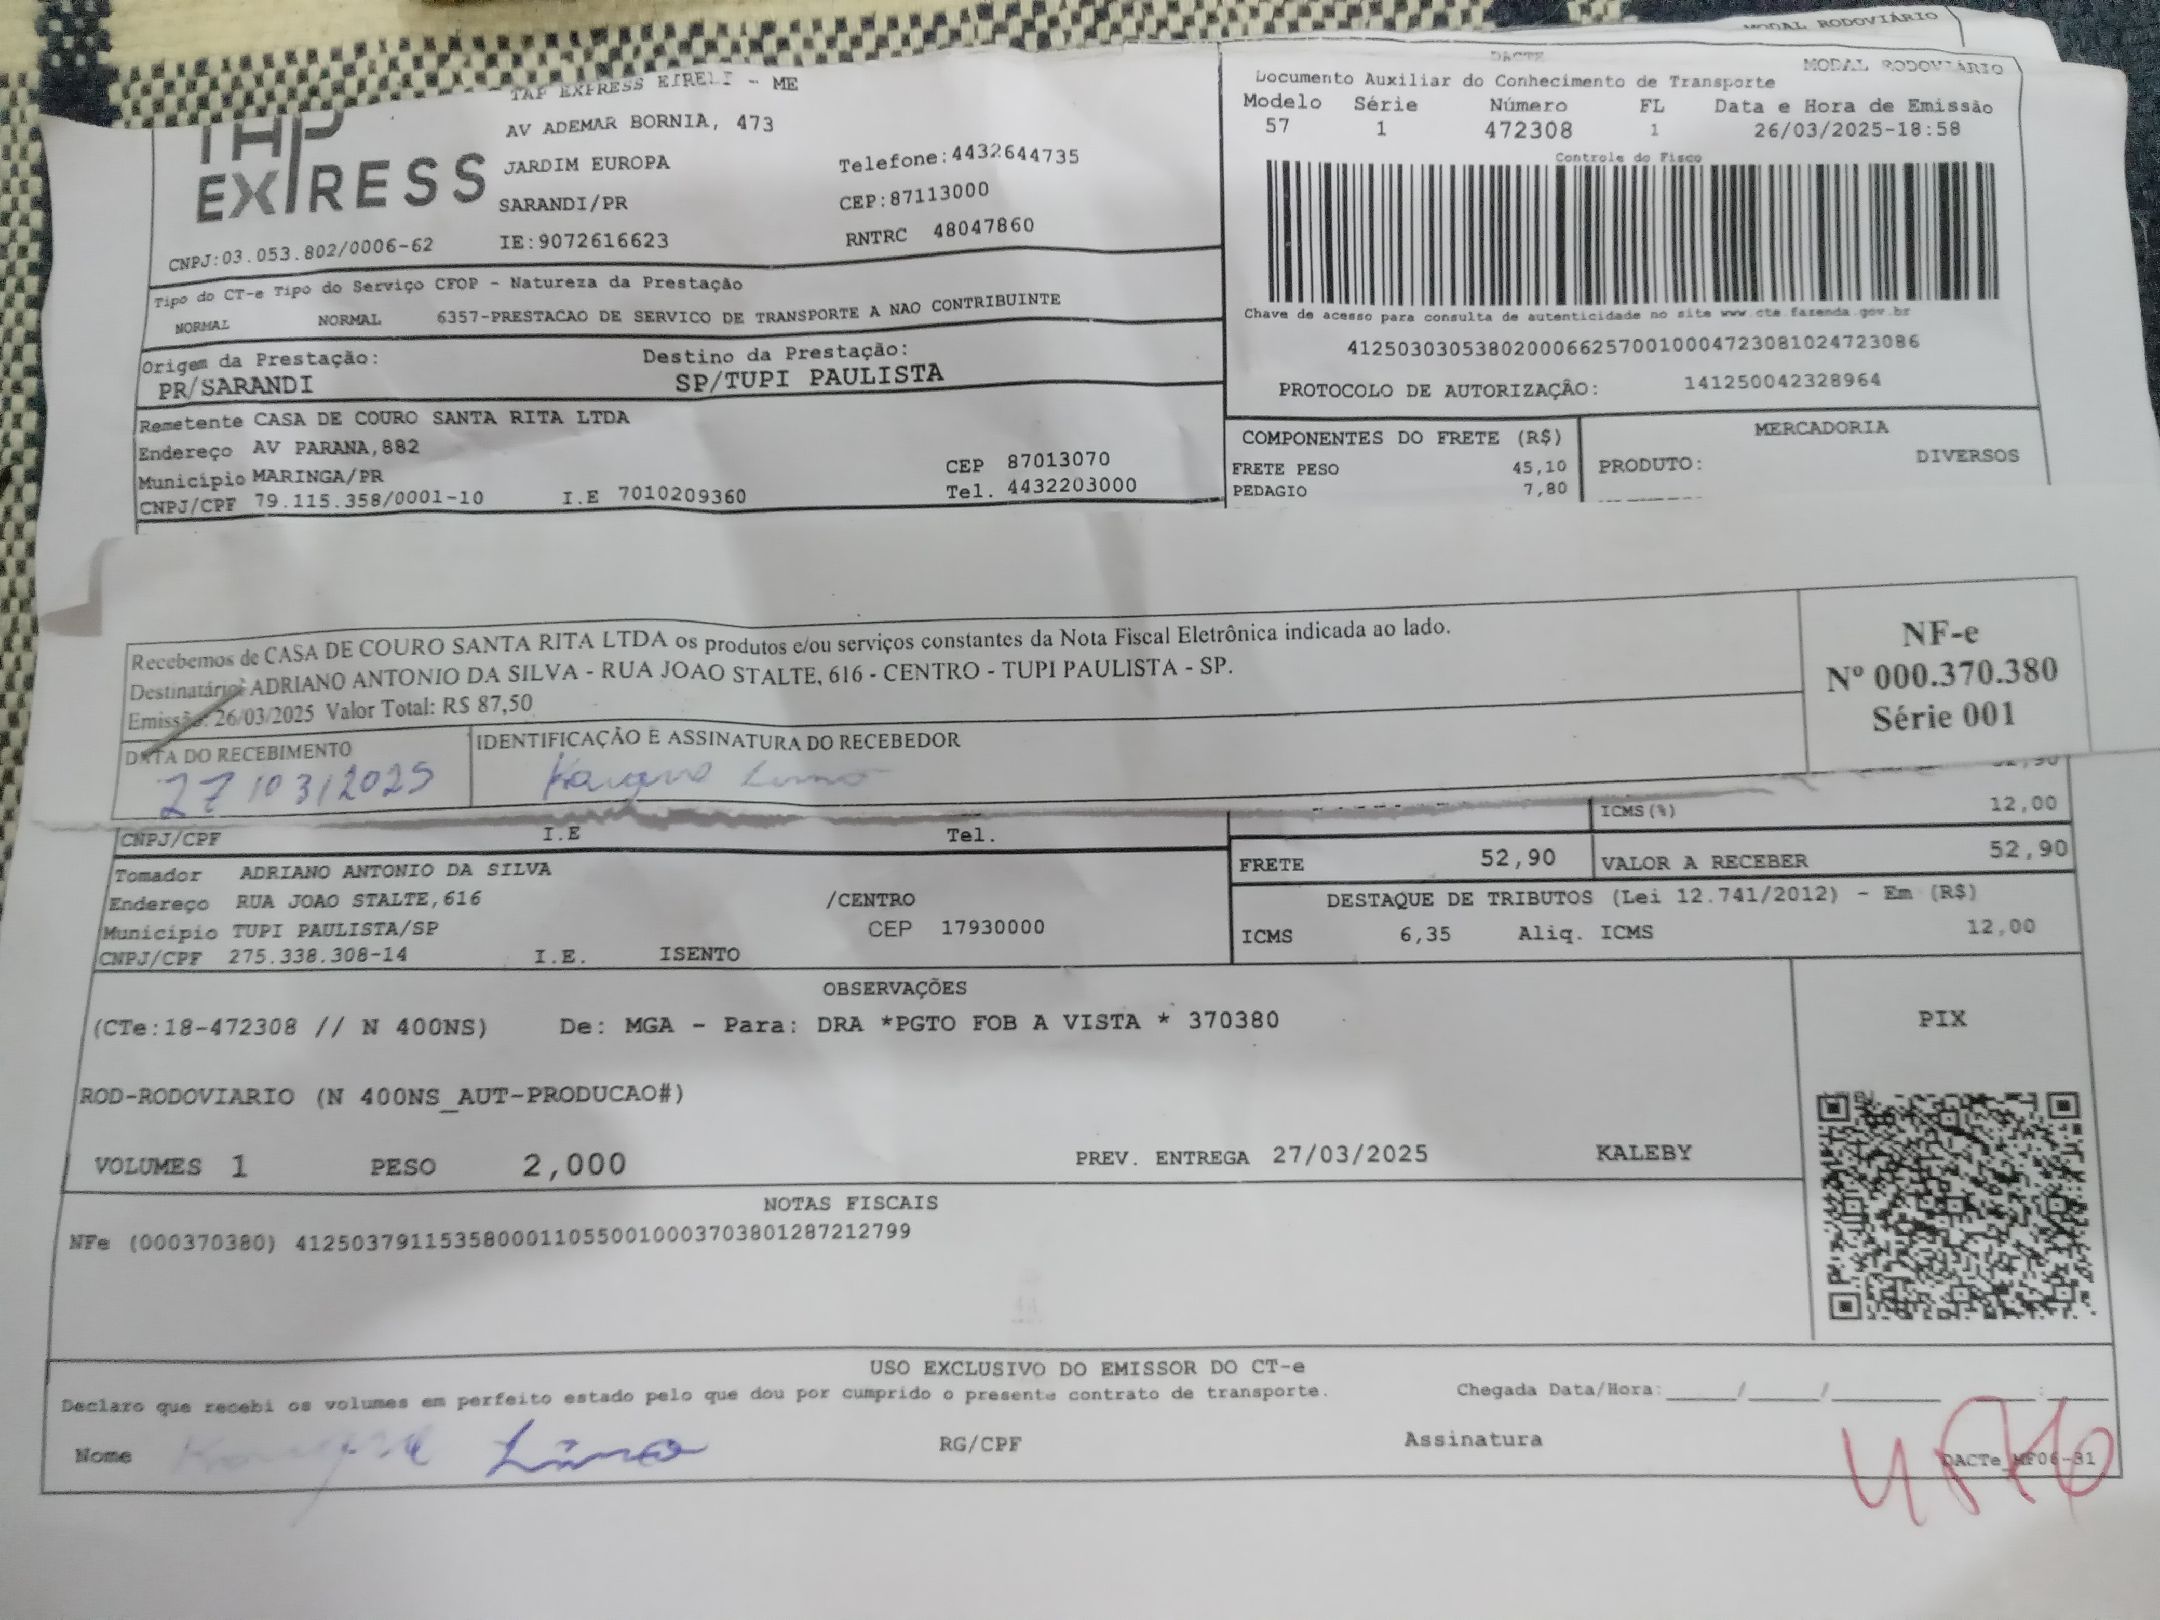 MODAL RODOVIÁRIO
DACTE
MODAL RODOVIÁRIO
TAP EXPRESS EIRELI - ME
Documento Auxiliar do Conhecimento de Transporte
TAP
EXPRESS
AV ADEMAR BORNIA, 473
JARDIM EUROPA
Telefone:4432644735
SARANDI/PR
CEP:87113000
CNPJ:03.053.802/0006-62
IE:9072616623
RNTRC 48047860
Modelo Série Número FL Data e Hora de Emissão
57 1 472308 1 26/03/2025-18:58
Controle do Fisco
Chave de acesso para consulta de autenticidade no site www.cte.fazenda.gov.br
41250303053802000662570010004723081024723086
PROTOCOLO DE AUTORIZAÇÃO: 141250042328964
Tipo do CT-e Tipo do Serviço CFOP - Natureza da Prestação
NORMAL NORMAL 6357-PRESTACAO DE SERVICO DE TRANSPORTE A NAO CONTRIBUINTE
Origem da Prestação: Destino da Prestação:
PR/SARANDI SP/TUPI PAULISTA
Remetente CASA DE COURO SANTA RITA LTDA
Endereço AV PARANA,882
Município MARINGA/PR CEP 87013070
CNPJ/CPF 79.115.358/0001-10 I.E 7010209360 Tel. 4432203000
COMPONENTES DO FRETE (R$)
FRETE PESO 45,10
PEDAGIO 7,80
MERCADORIA
PRODUTO: DIVERSOS
Recebemos de CASA DE COURO SANTA RITA LTDA os produtos e/ou serviços constantes da Nota Fiscal Eletrônica indicada ao lado.
Destinatário: ADRIANO ANTONIO DA SILVA - RUA JOAO STALTE, 616 - CENTRO - TUPI PAULISTA - SP.
Emissão: 26/03/2025 Valor Total: R$ 87,50
NF-e
Nº 000.370.380
Série 001
DATA DO RECEBIMENTO
27/03/2025
IDENTIFICAÇÃO E ASSINATURA DO RECEBEDOR
52,90
ICMS(%) 12,00
CNPJ/CPF I.E Tel.
FRETE 52,90 VALOR A RECEBER 52,90
Tomador ADRIANO ANTONIO DA SILVA
Endereço RUA JOAO STALTE,616 /CENTRO
Município TUPI PAULISTA/SP CEP 17930000
CNPJ/CPF 275.338.308-14 I.E. ISENTO
DESTAQUE DE TRIBUTOS (Lei 12.741/2012) - Em (R$)
ICMS 6,35 Aliq. ICMS 12,00
OBSERVAÇÕES
(CTe:18-472308 // N 400NS) De: MGA - Para: DRA *PGTO FOB A VISTA * 370380
PIX
ROD-RODOVIARIO (N 400NS_AUT-PRODUCAO#)
VOLUMES 1 PESO 2,000 PREV. ENTREGA 27/03/2025 KALEBY
NOTAS FISCAIS
NFe (000370380) 41250379115358000110550010003703801287212799
USO EXCLUSIVO DO EMISSOR DO CT-e
Declaro que recebi os volumes em perfeito estado pelo que dou por cumprido o presente contrato de transporte.
Chegada Data/Hora:_____/_____/________ :____
Nome
RG/CPF
Assinatura